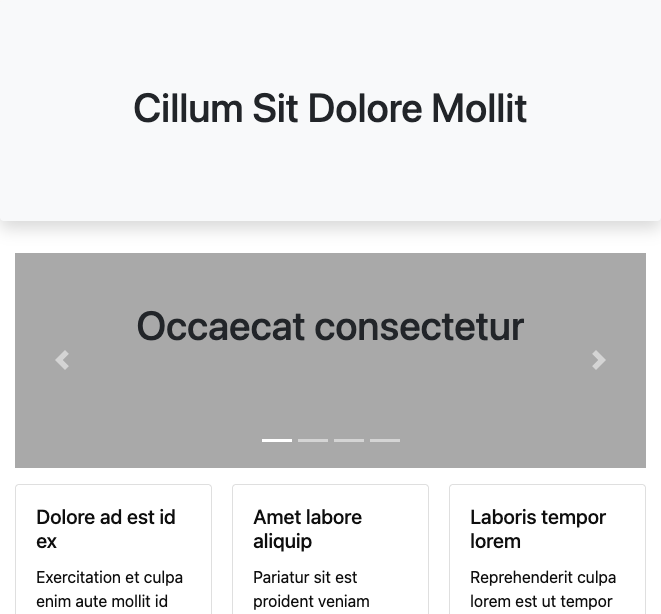 Cillum Sit Dolore Mollit
Occaecat consectetur
Dolore ad est id
ex
Exercitation et culpa
enim aute mollit id
Amet labore
aliquip
Pariatur sit est
proident veniam
Laboris tempor
lorem
Reprehenderit culpa
lorem est ut tempor